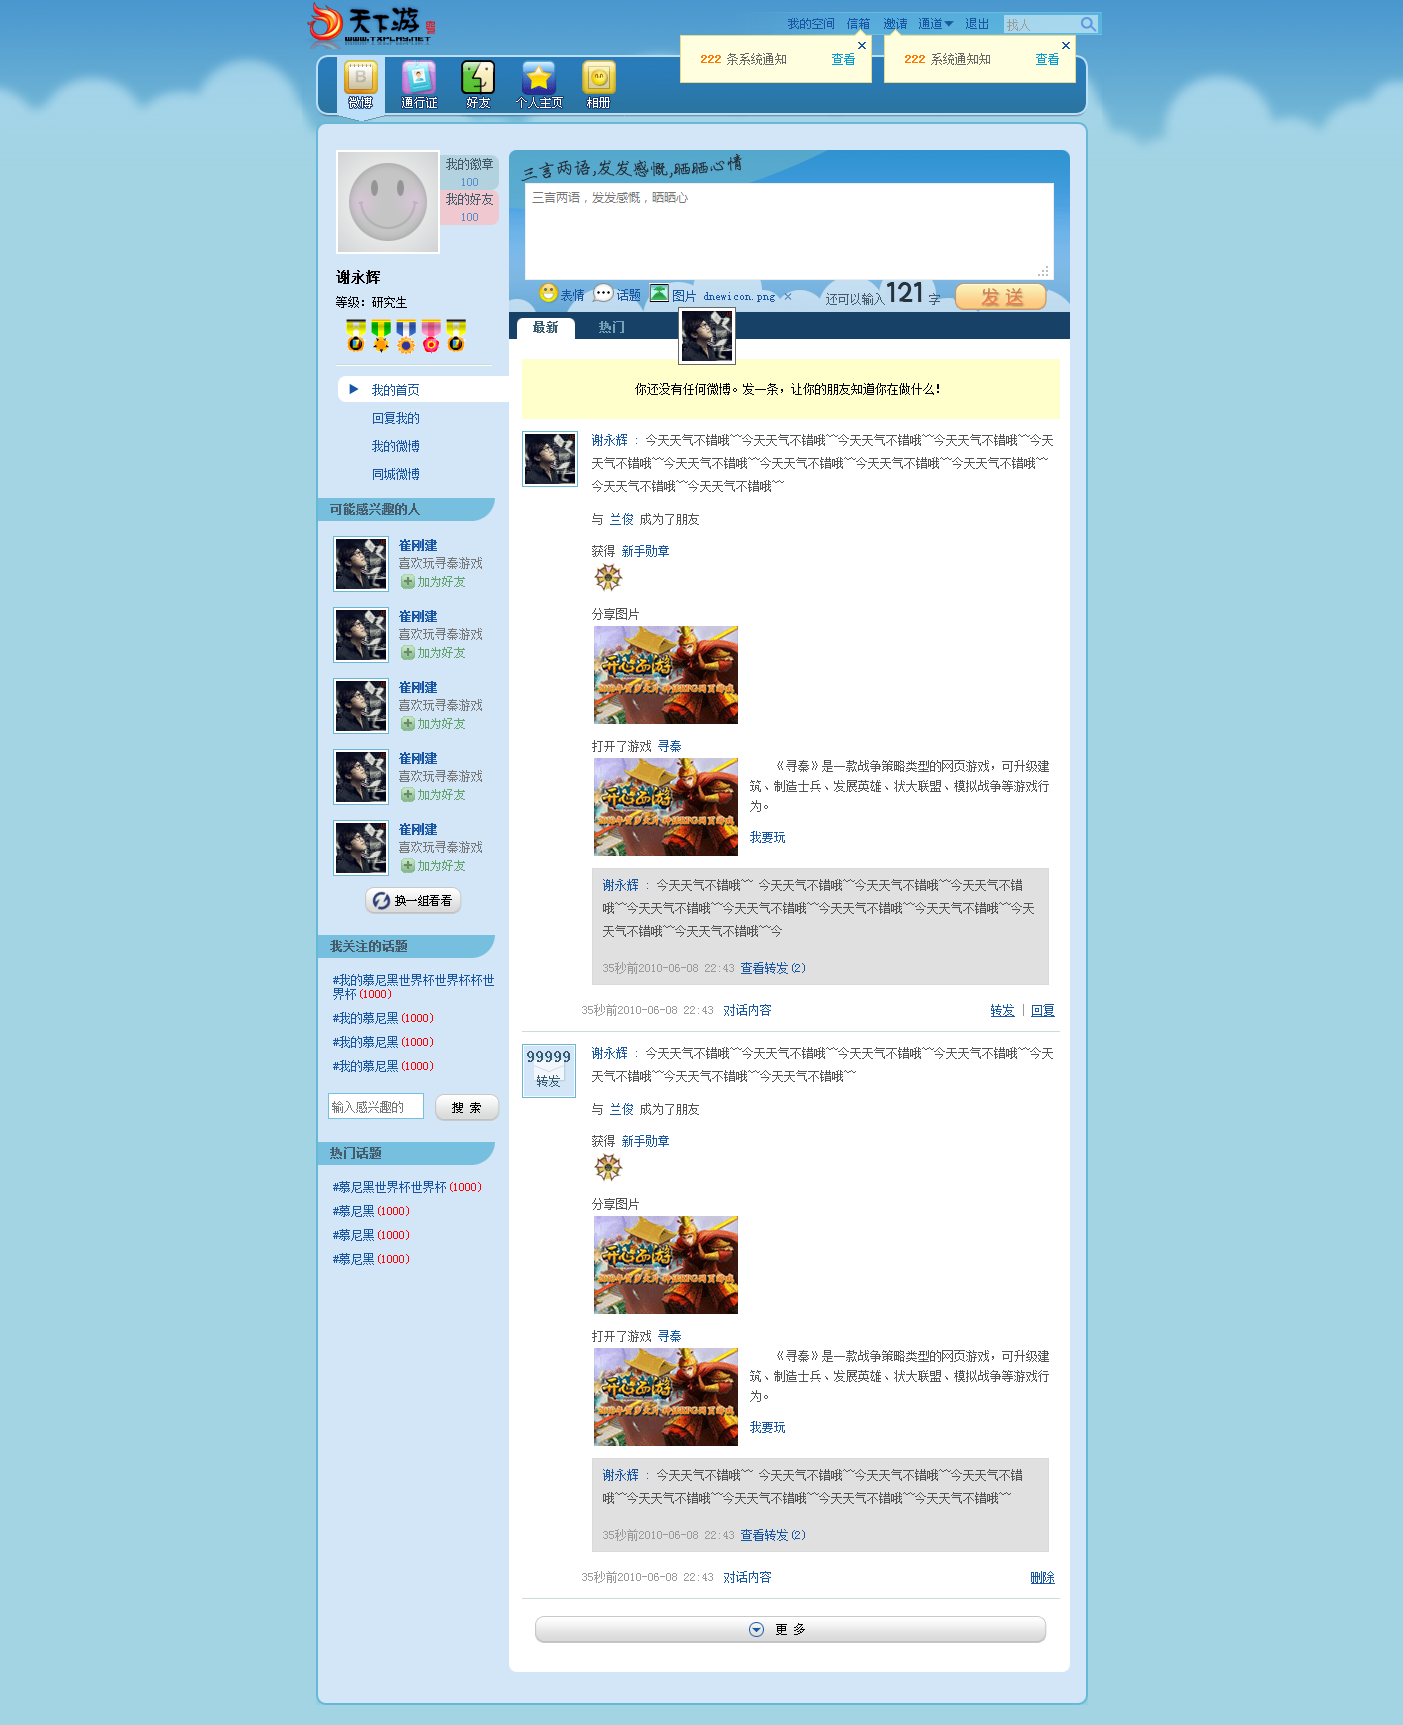 天下游
WWW.TXPLAY.NET
我的空间 信箱 邀请 通道 退出 找人
222 条系统通知 查看
222 系统通知知 查看
微博 通行证 好友 个人主页 相册
我的徽章
100
我的好友
100
谢永辉
等级：研究生
我的首页
回复我的
我的微博
同城微博
可能感兴趣的人
崔刚建
喜欢玩寻秦游戏
加为好友
崔刚建
喜欢玩寻秦游戏
加为好友
崔刚建
喜欢玩寻秦游戏
加为好友
崔刚建
喜欢玩寻秦游戏
加为好友
崔刚建
喜欢玩寻秦游戏
加为好友
换一组看看
我关注的话题
#我的慕尼黑世界杯世界杯杯世
界杯(1000)
#我的慕尼黑(1000)
#我的慕尼黑(1000)
#我的慕尼黑(1000)
输入感兴趣的 搜 索
热门话题
#慕尼黑世界杯世界杯(1000)
#慕尼黑(1000)
#慕尼黑(1000)
#慕尼黑(1000)
三言两语,发发感慨,晒晒心情
三言两语，发发感慨，晒晒心
表情 话题 图片 dnewicon.png 还可以输入121 字 发 送
最新 热门
你还没有任何微博。发一条，让你的朋友知道你在做什么！
谢永辉 ： 今天天气不错哦~~今天天气不错哦~~今天天气不错哦~~今天天气不错哦~~今天
天气不错哦~~今天天气不错哦~~今天天气不错哦~~今天天气不错哦~~今天天气不错哦~~
今天天气不错哦~~今天天气不错哦~~
与 兰俊 成为了朋友
获得 新手勋章
分享图片
开心西游
打开了游戏 寻秦
开心西游
《寻秦》是一款战争策略类型的网页游戏，可升级建
筑、制造士兵、发展英雄、状大联盟、模拟战争等游戏行
为。
我要玩
谢永辉 ： 今天天气不错哦~~ 今天天气不错哦~~今天天气不错哦~~今天天气不错
哦~~今天天气不错哦~~今天天气不错哦~~今天天气不错哦~~今天天气不错哦~~今天
天气不错哦~~今天天气不错哦~~今
35秒前2010-06-08 22:43 查看转发(2)
35秒前2010-06-08 22:43 对话内容 转发 | 回复
99999
转发
谢永辉 ： 今天天气不错哦~~今天天气不错哦~~今天天气不错哦~~今天天气不错哦~~今天
天气不错哦~~今天天气不错哦~~今天天气不错哦~~
与 兰俊 成为了朋友
获得 新手勋章
分享图片
开心西游
打开了游戏 寻秦
开心西游
《寻秦》是一款战争策略类型的网页游戏，可升级建
筑、制造士兵、发展英雄、状大联盟、模拟战争等游戏行
为。
我要玩
谢永辉 ： 今天天气不错哦~~ 今天天气不错哦~~今天天气不错哦~~今天天气不错
哦~~今天天气不错哦~~今天天气不错哦~~今天天气不错哦~~今天天气不错哦~~
35秒前2010-06-08 22:43 查看转发(2)
35秒前2010-06-08 22:43 对话内容 删除
更 多